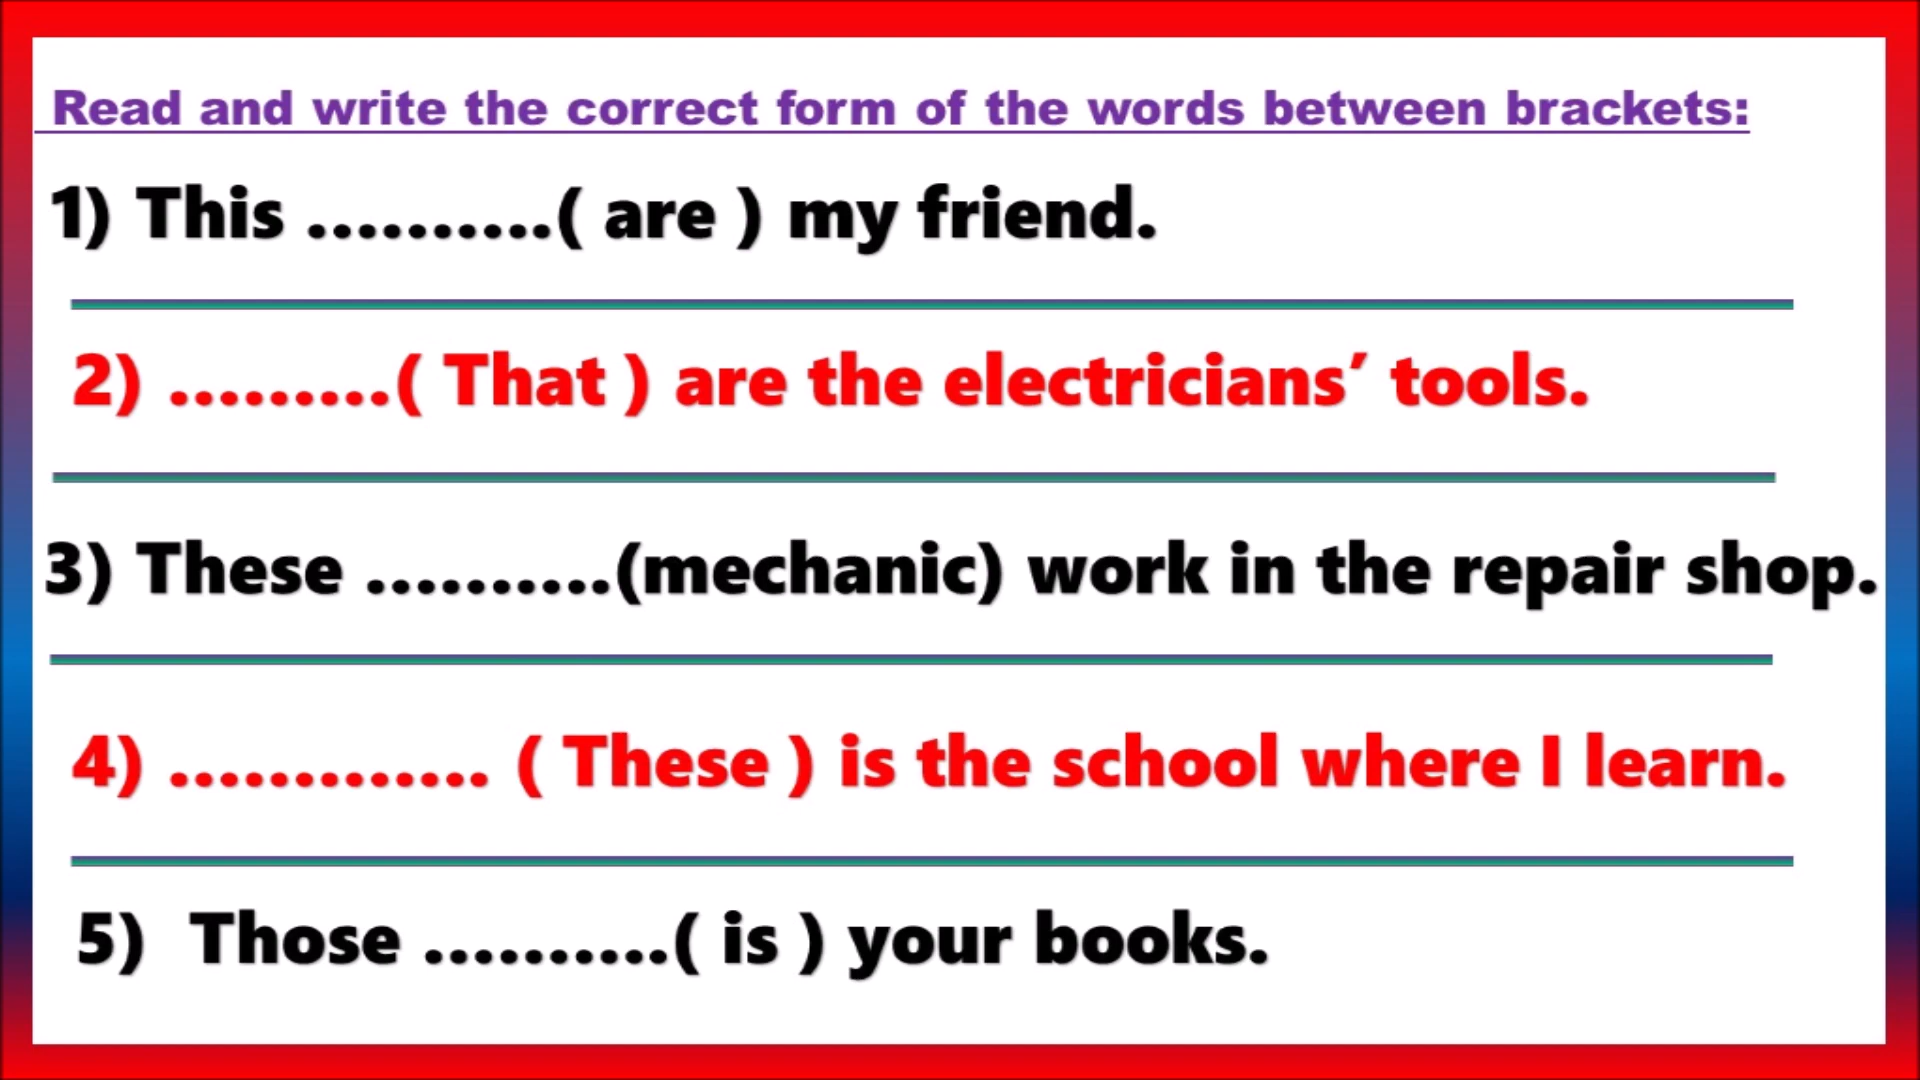 Read and write the correct form of the words between brackets:
1) This ..........( are ) my friend.
2) .........( That ) are the electricians’ tools.
3) These ..........(mechanic) work in the repair shop.
4) ............. ( These ) is the school where I learn.
5) Those ..........( is ) your books.